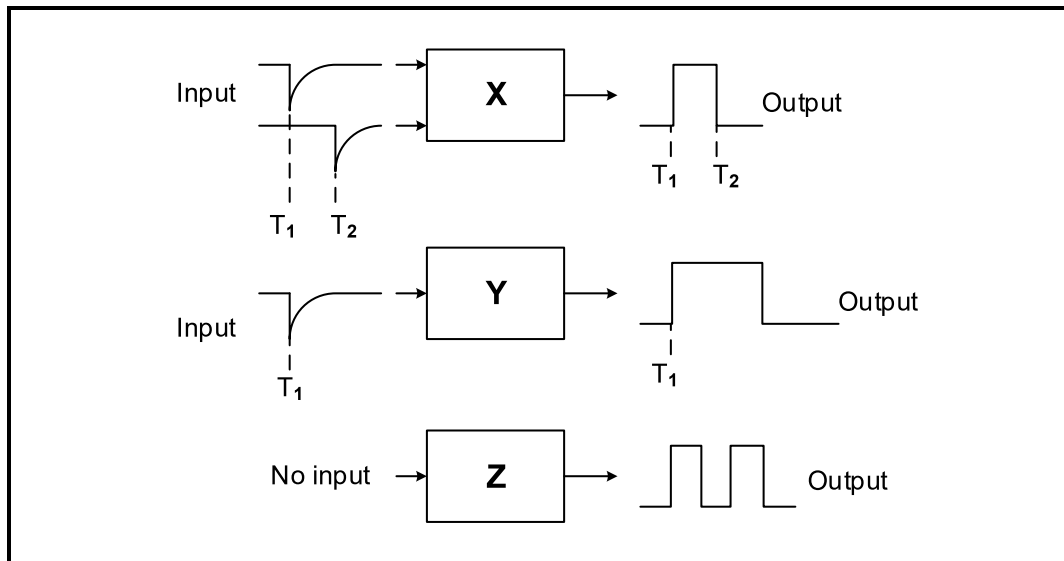 Input
X
Output
T₁
T₂
T₁
T₂
Y
Output
Input
T₁
T₁
No input
Z
Output